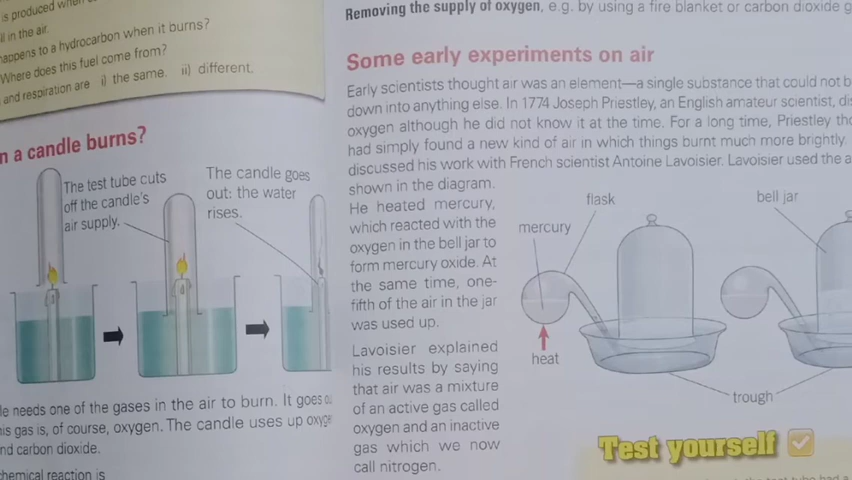 is produced when
ll in the air.
happens to a hydrocarbon when it burns?
Where does this fuel come from?
and respiration are i) the same. ii) different.
n a candle burns?
The test tube cuts
off the candle's
air supply.
The candle goes
out: the water
rises.
le needs one of the gases in the air to burn. It goes
is gas is, of course, oxygen. The candle uses up
nd carbon dioxide.
chemical reaction is
Removing the supply of oxygen, e.g. by using a fire blanket or carbon dioxide g
Some early experiments on air
Early scientists thought air was an element—a single substance that could not b
down into anything else. In 1774 Joseph Priestley, an English amateur scientist, dis
oxygen although he did not know it at the time. For a long time, Priestley tho
had simply found a new kind of air in which things burnt much more brightly.
discussed his work with French scientist Antoine Lavoisier. Lavoisier used the a
shown in the diagram.
He heated mercury,
which reacted with the
oxygen in the bell jar to
form mercury oxide. At
the same time, one-
fifth of the air in the jar
was used up.
Lavoisier explained
his results by saying
that air was a mixture
of an active gas called
oxygen and an inactive
gas which we now
call nitrogen.
flask
bell jar
mercury
heat
trough
Test yourself